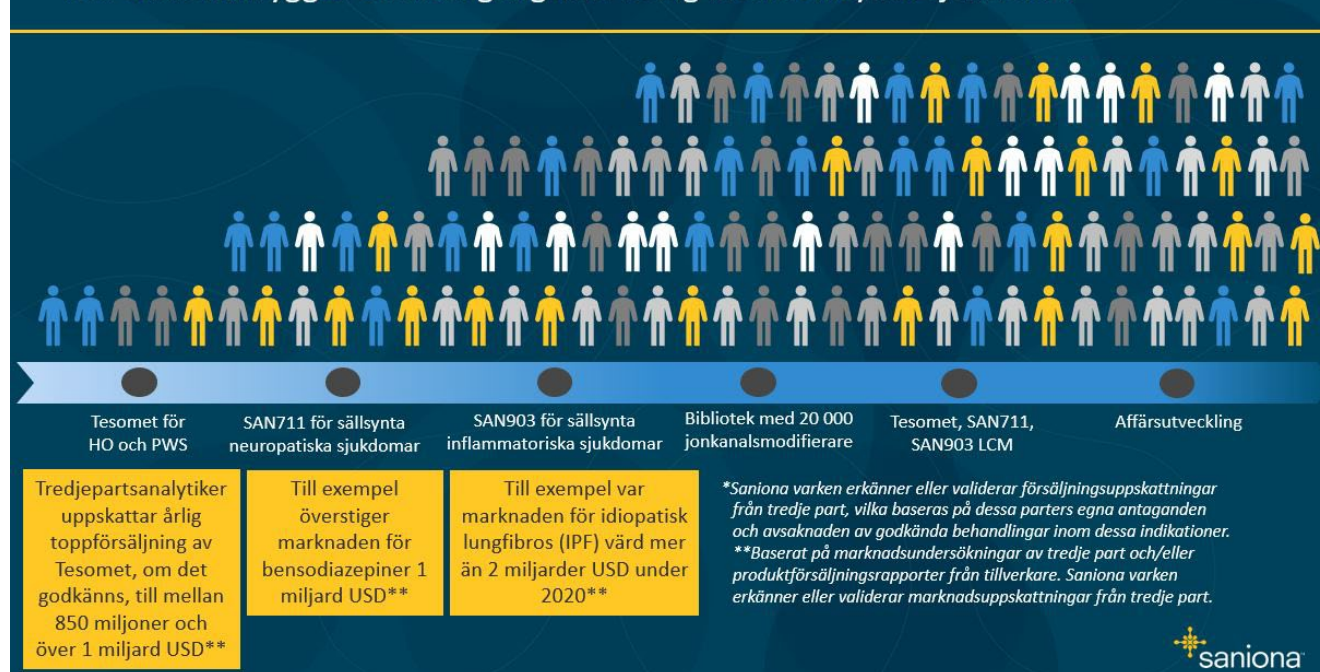 Tesomet för
HO och PWS
SAN711 för sällsynta
neuropatiska sjukdomar
SAN903 för sällsynta
inflammatoriska sjukdomar
Bibliotek med 20 000
jonkanalsmodifierare
Tesomet, SAN711,
SAN903 LCM
Affärsutveckling
Tredjepartsanalytiker
uppskattar årlig
toppförsäljning av
Tesomet, om det
godkänns, till mellan
850 miljoner och
över 1 miljard USD**
Till exempel
överstiger
marknaden för
bensodiazepiner 1
miljard USD**
Till exempel var
marknaden för idiopatisk
lungfibros (IPF) värd mer
än 2 miljarder USD under
2020**
*Saniona varken erkänner eller validerar försäljningsuppskattningar
från tredje part, vilka baseras på dessa parters egna antaganden
och avsaknaden av godkända behandlingar inom dessa indikationer.
**Baserat på marknadsundersökningar av tredje part och/eller
produktförsäljningsrapporter från tillverkare. Saniona varken
erkänner eller validerar marknadsuppskattningar från tredje part.
saniona